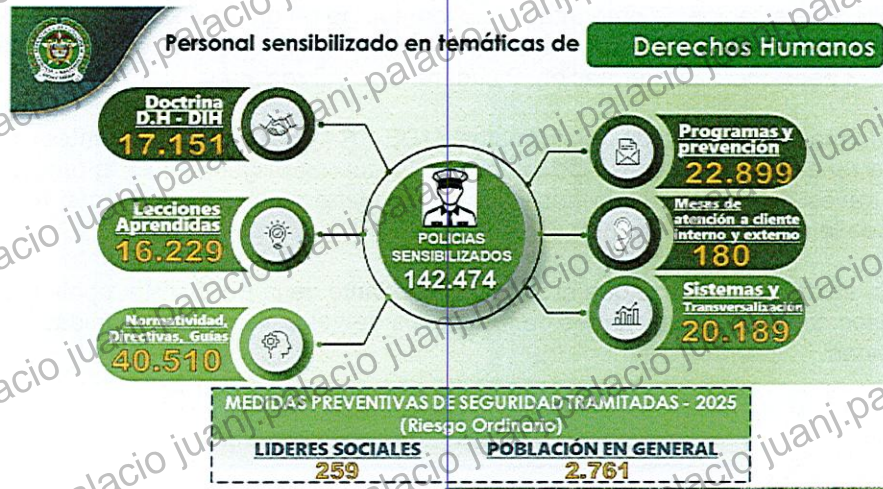 Personal sensibilizado en temáticas de Derechos Humanos
Doctrina
D.H - DIH
17.151
Lecciones
Aprendidas
16.229
Normatividad,
Directivas, Guías
40.510
POLICIAS
SENSIBILIZADOS
142.474
Programas y
prevención
22.899
Mesas de
atención a cliente
interno y externo
180
Sistemas y
Transversalización
20.189
MEDIDAS PREVENTIVAS DE SEGURIDAD TRAMITADAS - 2025
(Riesgo Ordinario)
LIDERES SOCIALES
259
POBLACIÓN EN GENERAL
2.761
juanj.palacio